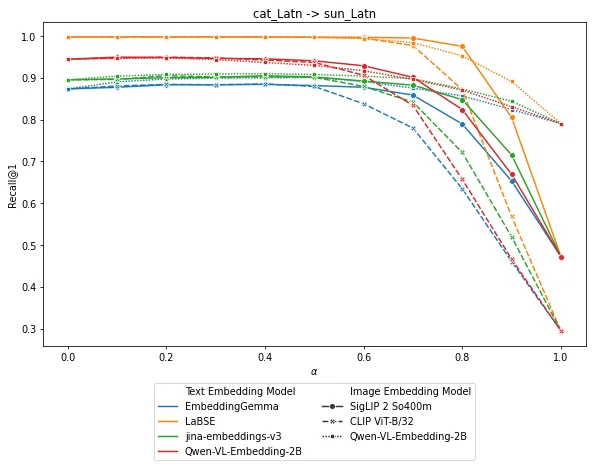 cat_Latn -> sun_Latn
Recall@1
1.0
0.9
0.8
0.7
0.6
0.5
0.4
0.3
0.0 0.2 0.4 0.6 0.8 1.0
α
Text Embedding Model Image Embedding Model
EmbeddingGemma SigLIP 2 So400m
LaBSE CLIP ViT-B/32
jina-embeddings-v3 Qwen-VL-Embedding-2B
Qwen-VL-Embedding-2B